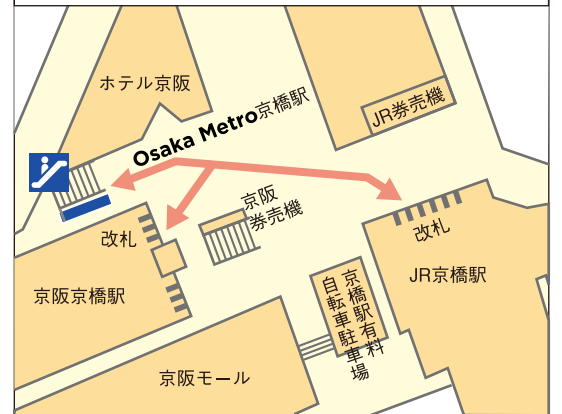 ホテル京阪
Osaka Metro京橋駅
JR券売機
京阪
券売機
改札
改札
京阪京橋駅
JR京橋駅
京橋駅有料
自転車駐車場
京阪モール